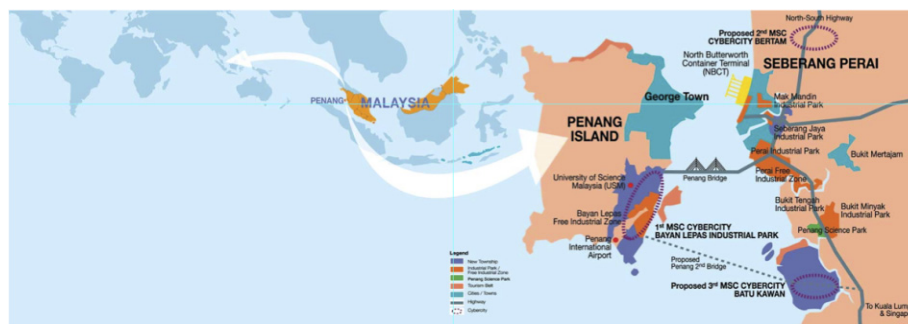 North-South Highway
Proposed 2nd MSC
CYBERCITY BERTAM
North Butterworth
Container Terminal
(NBCT)
SEBERANG PERAI
PENANG
MALAYSIA
George Town
Mak Mandin
Industrial Park
PENANG
ISLAND
Seberang Jaya
Industrial Park
Perai Industrial Park
Bukit Mertajam
Perai Free
Industrial Zone
University of Science
Malaysia (USM)
Penang Bridge
Bukit Tengah
Industrial Park
Bukit Minyak
Industrial Park
Bayan Lepas
Free Industrial Zone
1st MSC CYBERCITY
BAYAN LEPAS INDUSTRIAL PARK
Penang Science Park
Penang
International
Airport
Proposed
Penang 2nd Bridge
Proposed 3rd MSC CYBERCITY
BATU KAWAN
Legend
New Township
Industrial Park /
Free Industrial Zone
Penang Science Park
Tourism Belt
Cities / Towns
Highway
Cybercity
To Kuala Lum
& Singap